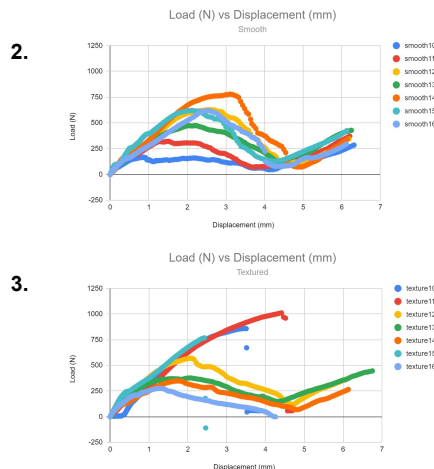 Load (N) vs Displacement (mm)
Smooth
2.
1250
1000
750
500
250
0
-250
Load (N)
0 1 2 3 4 5 6 7
Displacement (mm)
smooth10
smooth11
smooth12
smooth13
smooth14
smooth15
smooth16
Load (N) vs Displacement (mm)
Textured
3.
1250
1000
750
500
250
0
-250
Load (N)
0 1 2 3 4 5 6 7
Displacement (mm)
texture10
texture11
texture12
texture13
texture14
texture15
texture16